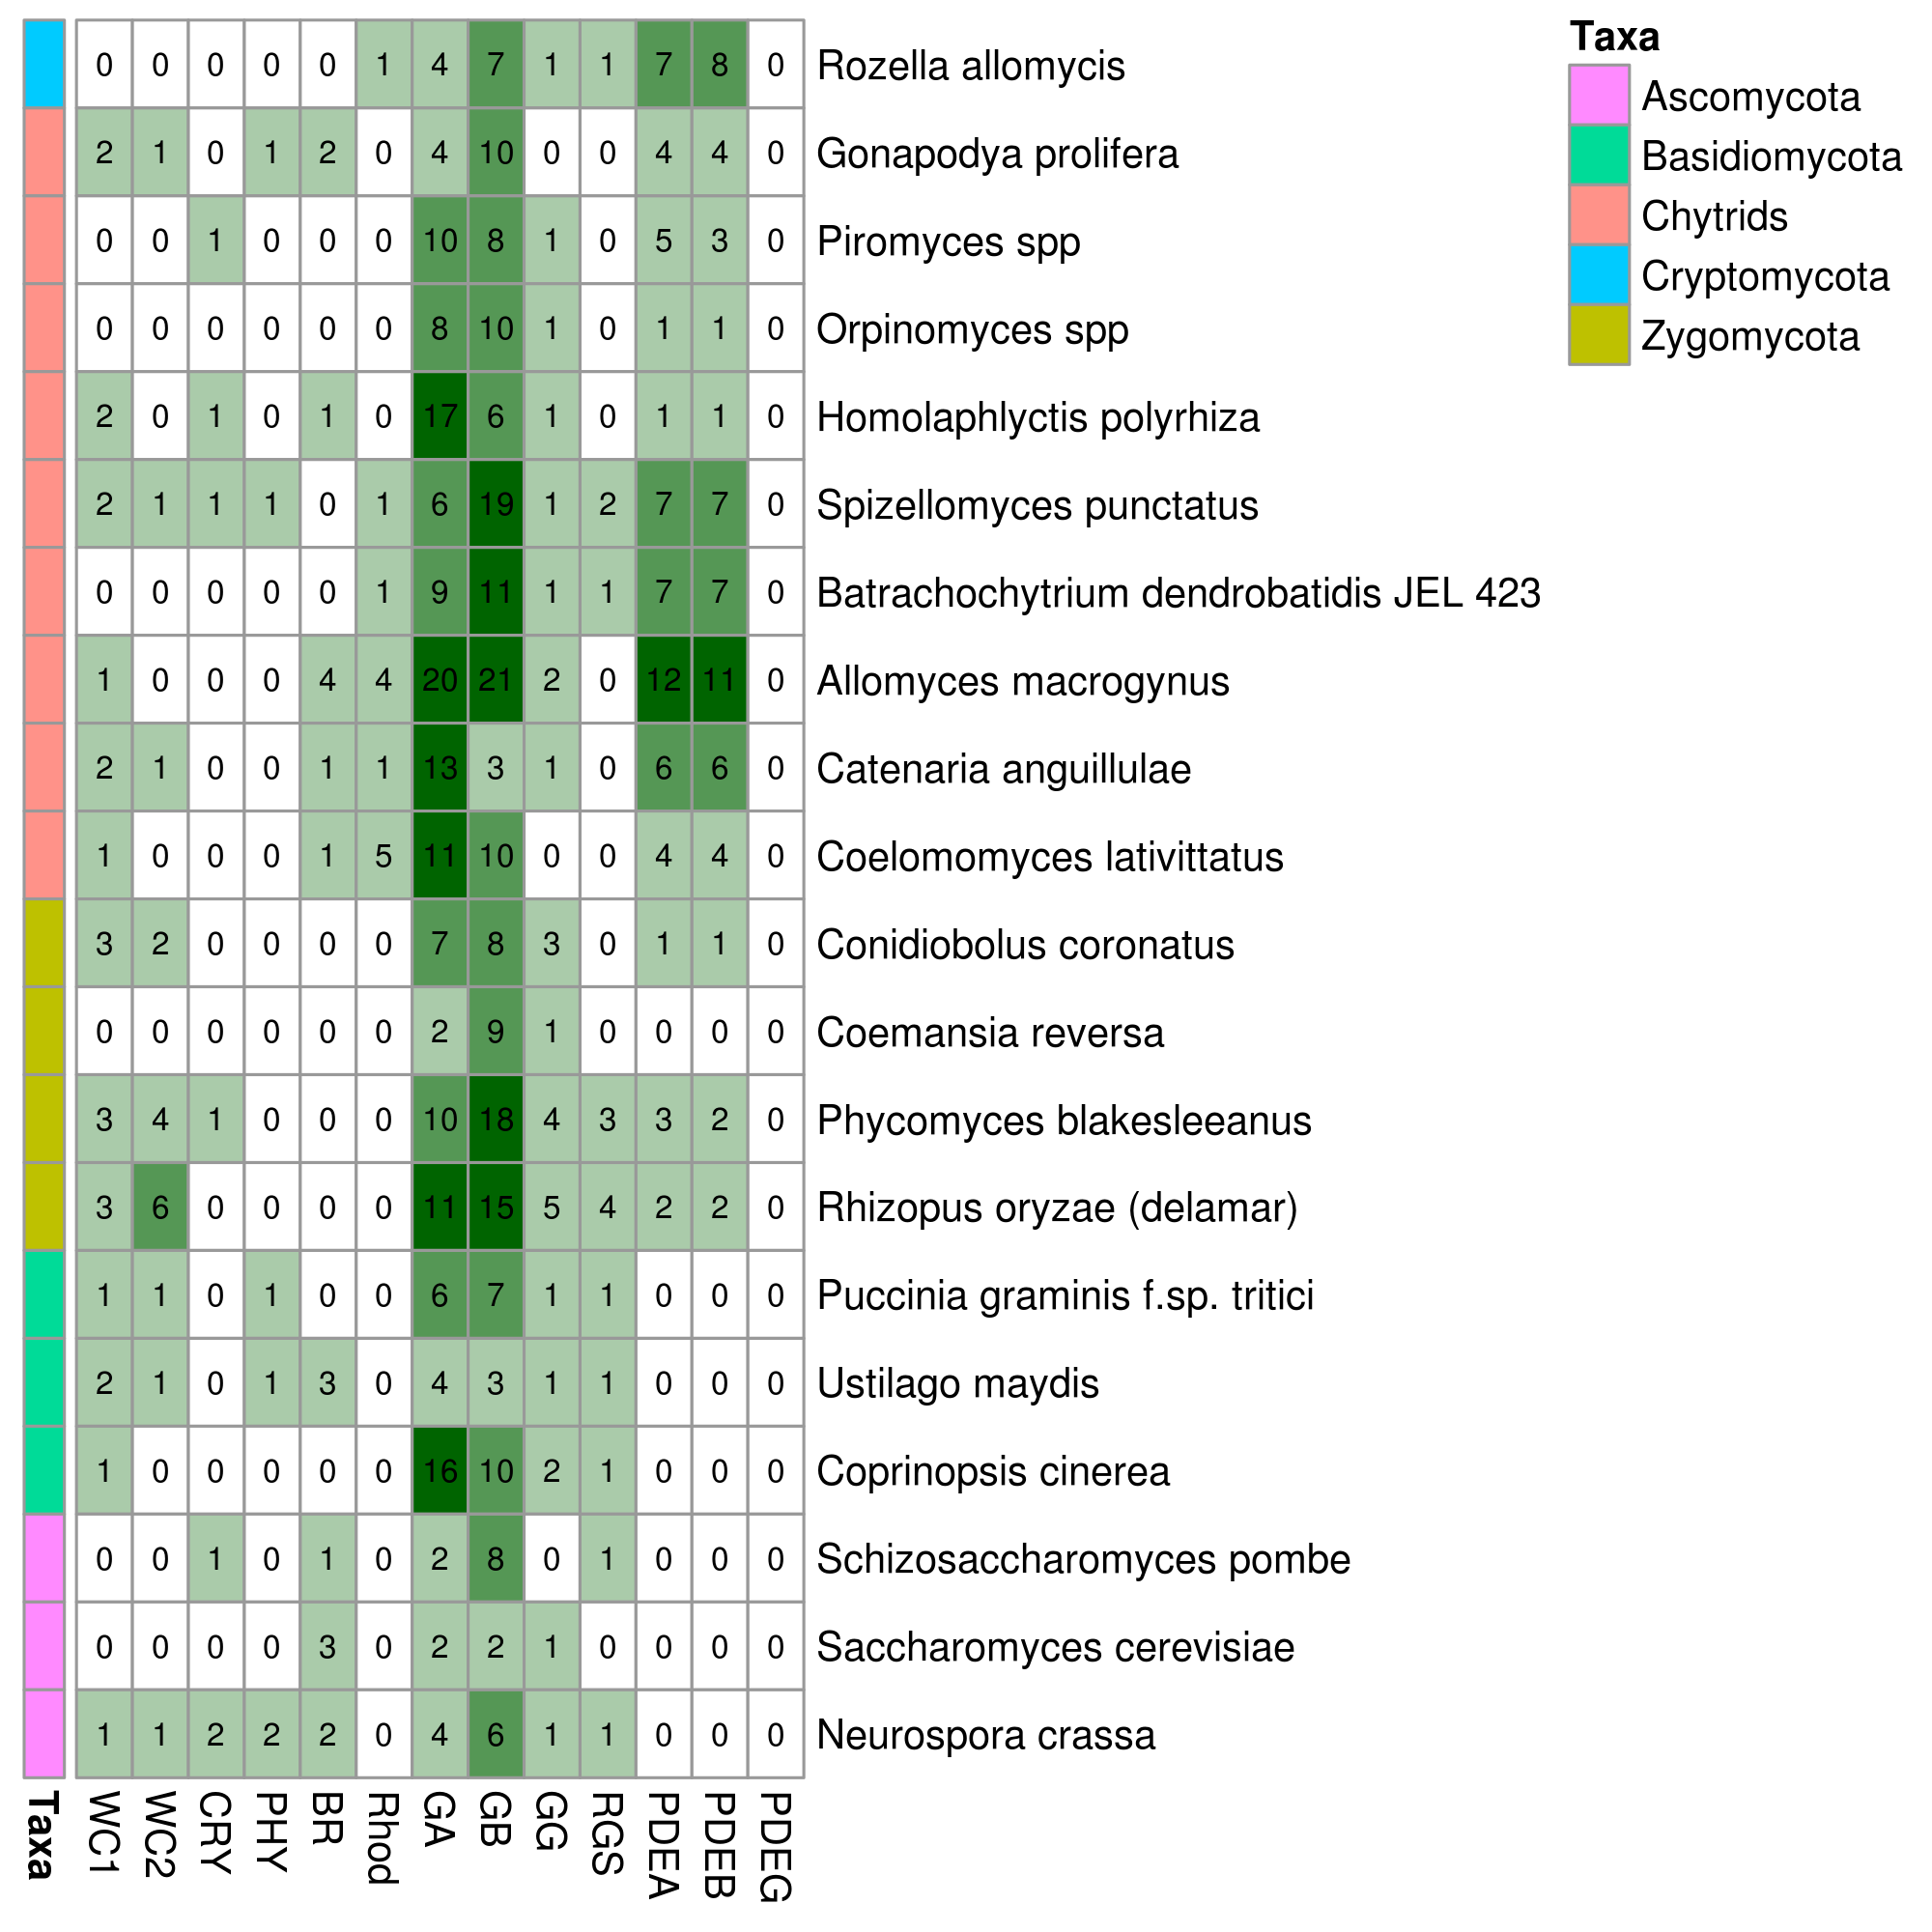 0 0 0 0 0 1 4 7 1 1 7 8 0 Rozella allomycis
2 1 0 1 2 0 4 10 0 0 4 4 0 Gonapodya prolifera
0 0 1 0 0 0 10 8 1 0 5 3 0 Piromyces spp
0 0 0 0 0 0 8 10 1 0 1 1 0 Orpinomyces spp
2 0 1 0 1 0 17 6 1 0 1 1 0 Homolaphlyctis polyrhiza
2 1 1 1 0 1 6 19 1 2 7 7 0 Spizellomyces punctatus
0 0 0 0 0 1 9 11 1 1 7 7 0 Batrachochytrium dendrobatidis JEL 423
1 0 0 0 4 4 20 21 2 0 12 11 0 Allomyces macrogynus
2 1 0 0 1 1 13 3 1 0 6 6 0 Catenaria anguillulae
1 0 0 0 1 5 11 10 0 0 4 4 0 Coelomomyces lativittatus
3 2 0 0 0 0 7 8 3 0 1 1 0 Conidiobolus coronatus
0 0 0 0 0 0 2 9 1 0 0 0 0 Coemansia reversa
3 4 1 0 0 0 10 18 4 3 3 2 0 Phycomyces blakesleeanus
3 6 0 0 0 0 11 15 5 4 2 2 0 Rhizopus oryzae (delamar)
1 1 0 1 0 0 6 7 1 1 0 0 0 Puccinia graminis f.sp. tritici
2 1 0 1 3 0 4 3 1 1 0 0 0 Ustilago maydis
1 0 0 0 0 0 16 10 2 1 0 0 0 Coprinopsis cinerea
0 0 1 0 1 0 2 8 0 1 0 0 0 Schizosaccharomyces pombe
0 0 0 0 3 0 2 2 1 0 0 0 0 Saccharomyces cerevisiae
1 1 2 2 2 0 4 6 1 1 0 0 0 Neurospora crassa
Taxa WC1 WC2 CRY PHY BR Rhod GA GB GG RGS PDEA PDEB PDEG
Taxa
Ascomycota
Basidiomycota
Chytrids
Cryptomycota
Zygomycota